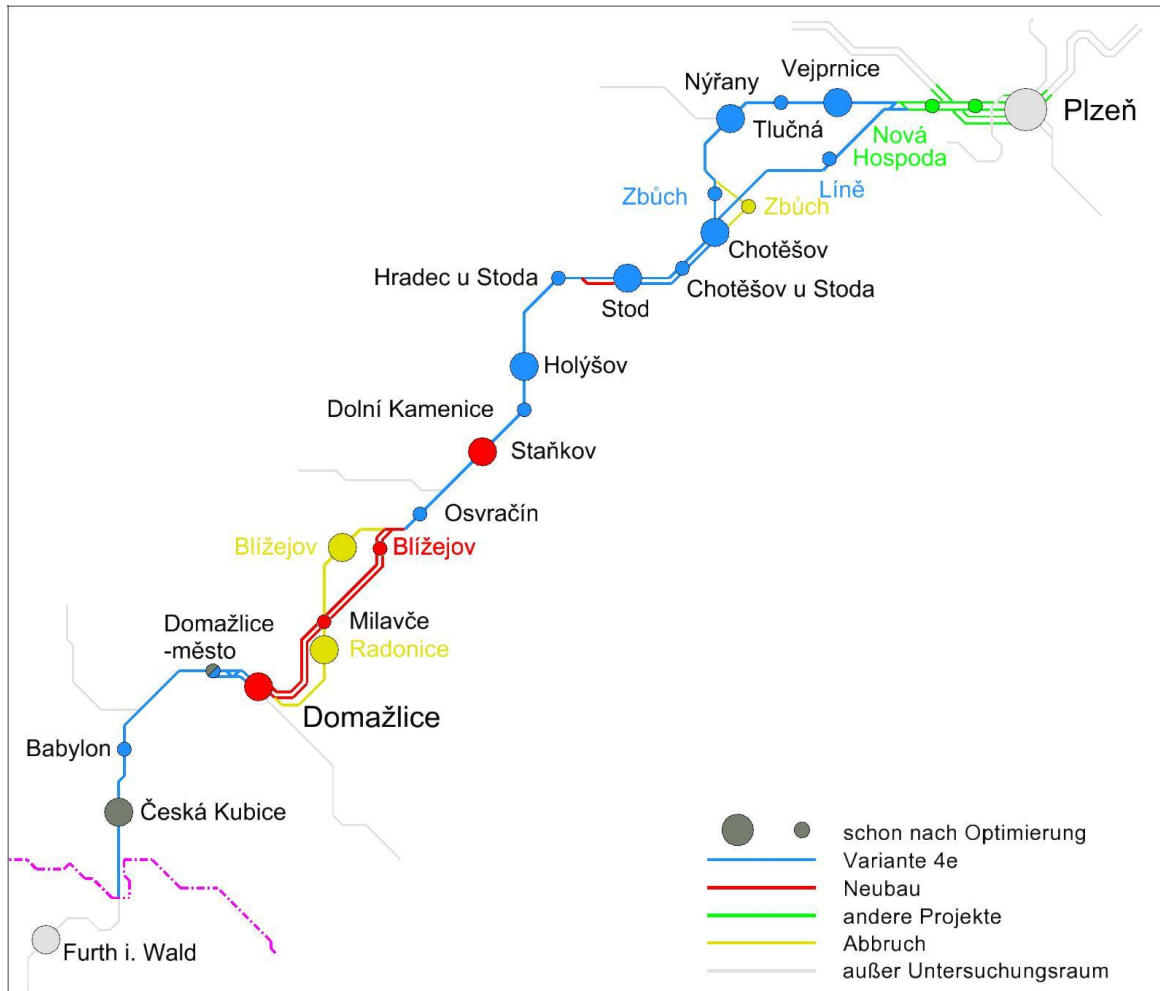 Vejprnice
Nýřany
Plzeň
Tlučná
Nová
Hospoda
Líně
Zbůch
Zbůch
Chotěšov
Hradec u Stoda
Chotěšov u Stoda
Stod
Holýšov
Dolní Kamenice
Staňkov
Osvračín
Blížejov
Blížejov
Domažlice
-město
Milavče
Radonice
Domažlice
Babylon
Česká Kubice
Furth i. Wald
schon nach Optimierung
Variante 4e
Neubau
andere Projekte
Abbruch
außer Untersuchungsraum